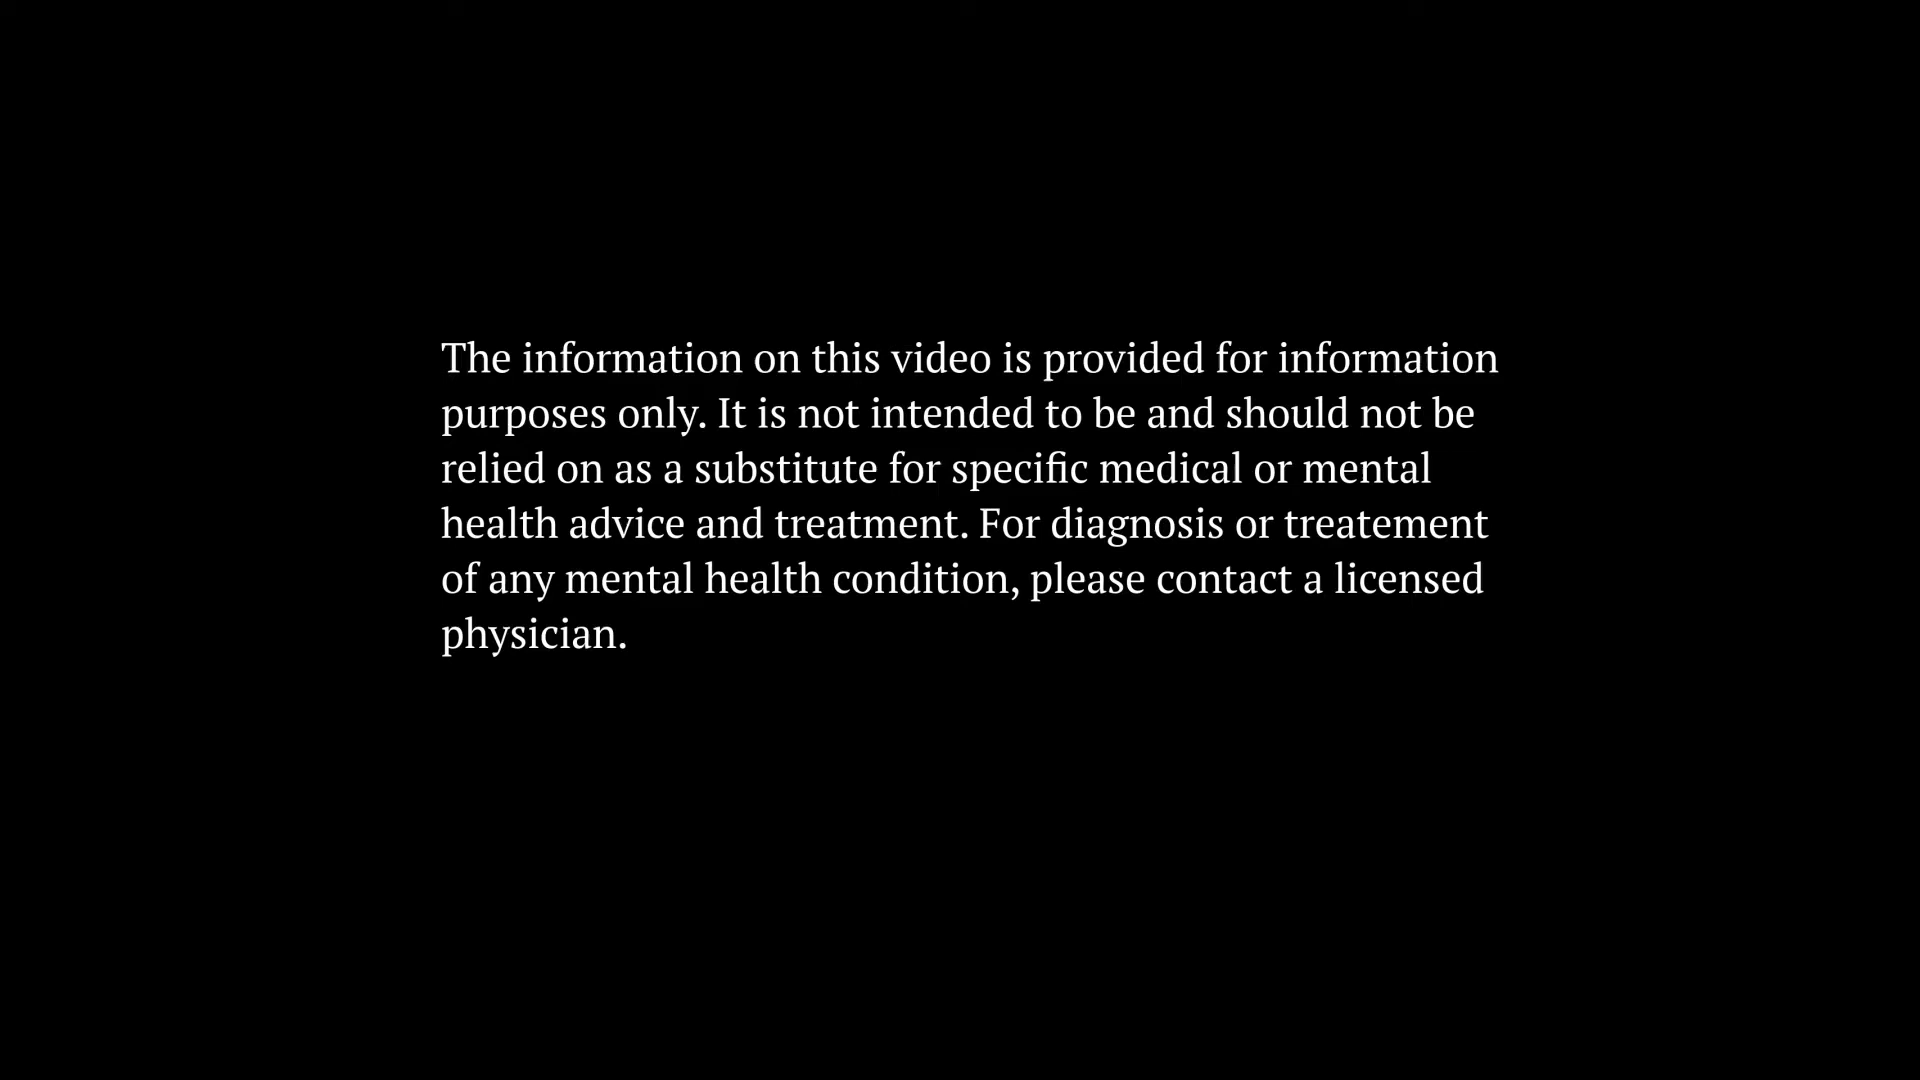 The information on this video is provided for information
purposes only. It is not intended to be and should not be
relied on as a substitute for specific medical or mental
health advice and treatment. For diagnosis or treatement
of any mental health condition, please contact a licensed
physician.